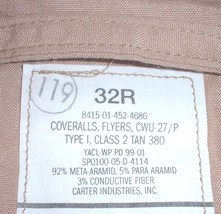 119
32R
8415-01-452-4686
COVERALLS, FLYERS, CWU-27/P
TYPE I, CLASS 2 TAN 380
YACL-WP PD 99-01
SP0100-05-D-4114
92% META ARAMID, 5% PARA ARAMID
3% CONDUCTIVE FIBER
CARTER INDUSTRIES, INC.